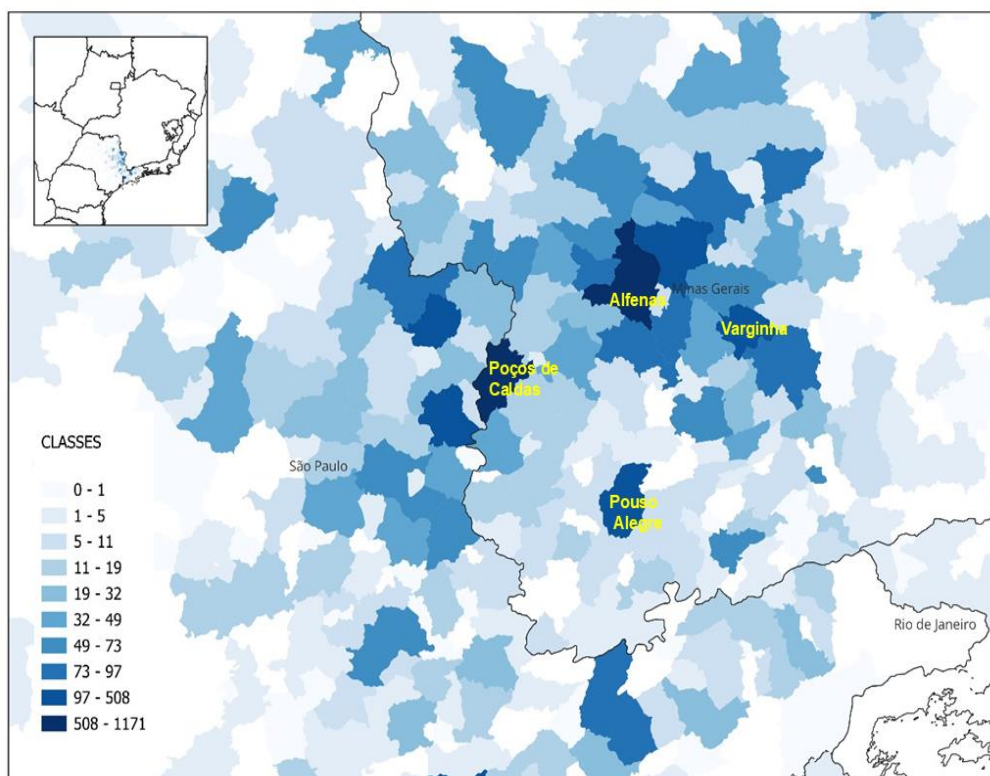 Minas Gerais
Alfenas
Varginha
Poços de
Caldas
CLASSES
São Paulo
0 - 1
1 - 5
5 - 11
11 - 19
19 - 32
32 - 49
49 - 73
73 - 97
97 - 508
508 - 1171
Pouso
Alegre
Rio de Janeiro